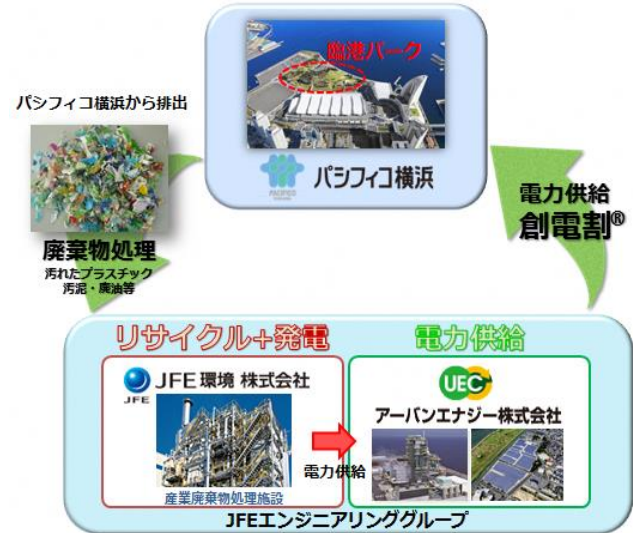 臨港パーク
パシフィコ横浜から排出
PACIFICO
パシフィコ横浜
電力供給
創電割®
廃棄物処理
汚れたプラスチック
汚泥・廃油等
リサイクル+発電
電力供給
JFE
JFE環境 株式会社
UEC
アーバンエナジー株式会社
電力供給
産業廃棄物処理施設
JFEエンジニアリンググループ